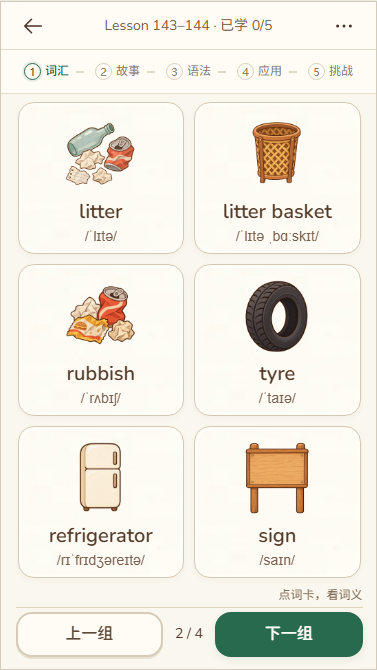 Lesson 143–144 · 已学 0/5
1 词汇 – 2 故事 – 3 语法 – 4 应用 – 5 挑战
litter litter basket
/ˈlɪtə/ /ˈlɪtə ˌbɑːskɪt/
rubbish tyre
/ˈrʌbɪʃ/ /ˈtaɪə/
refrigerator sign
/rɪˈfrɪdʒəreɪtə/ /saɪn/
点词卡，看词义
上一组 2 / 4 下一组